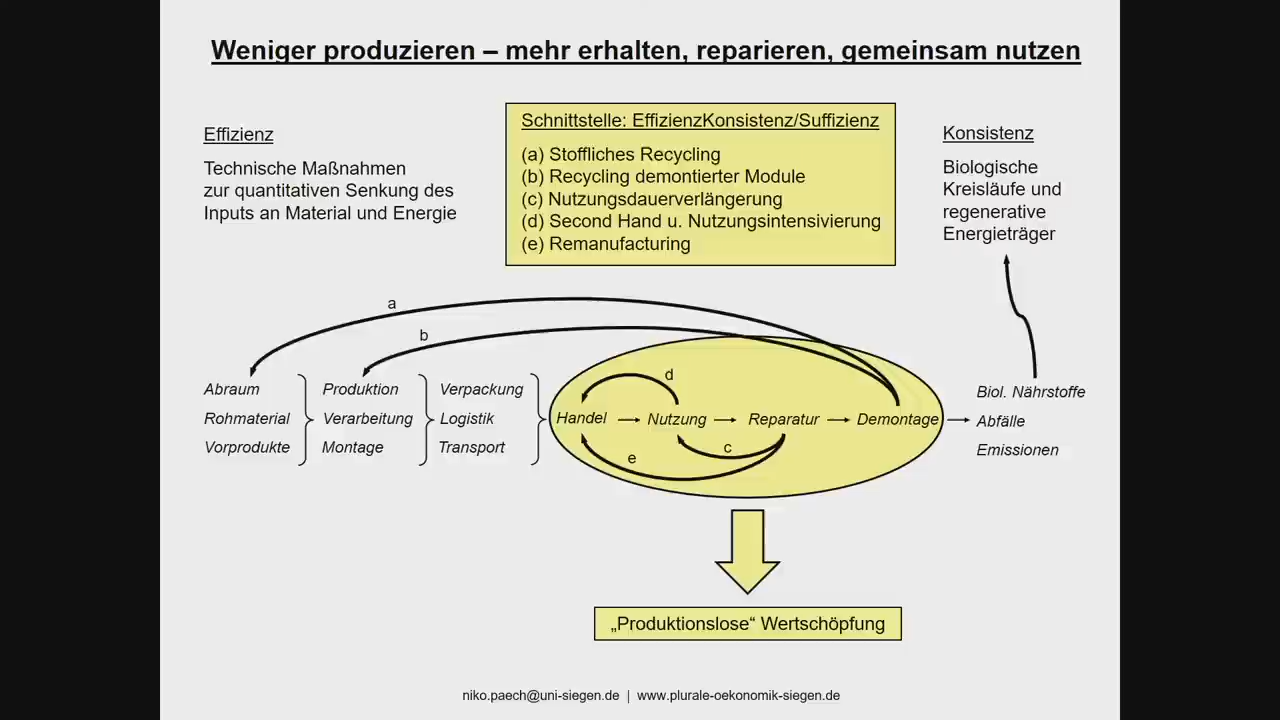 Weniger produzieren – mehr erhalten, reparieren, gemeinsam nutzen
Effizienz
Technische Maßnahmen
zur quantitativen Senkung des
Inputs an Material und Energie
Schnittstelle: EffizienzKonsistenz/Suffizienz
(a) Stoffliches Recycling
(b) Recycling demontierter Module
(c) Nutzungsdauerverlängerung
(d) Second Hand u. Nutzungsintensivierung
(e) Remanufacturing
Konsistenz
Biologische
Kreisläufe und
regenerative
Energieträger
a
b
Abraum
Rohmaterial
Vorprodukte
Produktion
Verarbeitung
Montage
Verpackung
Logistik
Transport
d
Handel
Nutzung
Reparatur
Demontage
c
e
Biol. Nährstoffe
Abfälle
Emissionen
„Produktionslose“ Wertschöpfung
niko.paech@uni-siegen.de | www.plurale-oekonomik-siegen.de